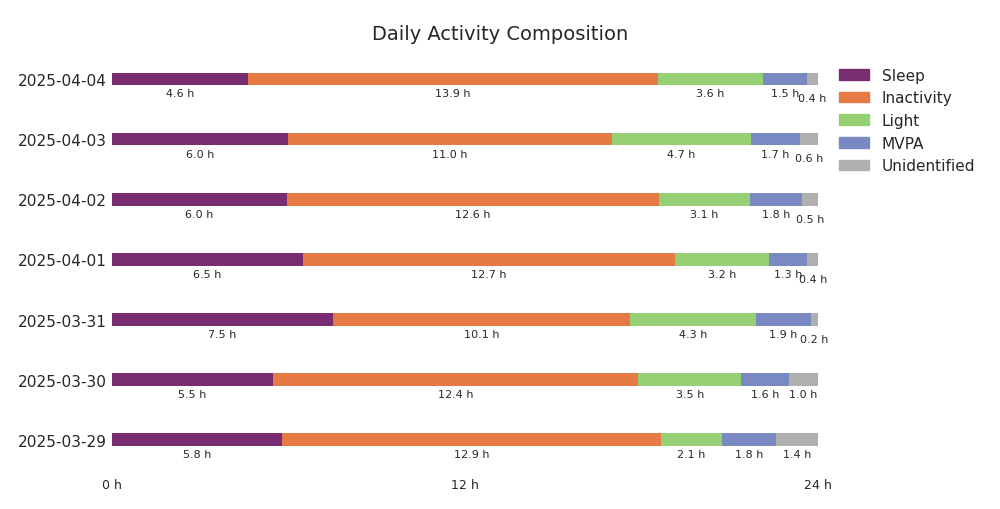 Daily Activity Composition
2025-04-04
4.6 h 13.9 h 3.6 h 1.5 h 0.4 h
2025-04-03
6.0 h 11.0 h 4.7 h 1.7 h 0.6 h
2025-04-02
6.0 h 12.6 h 3.1 h 1.8 h 0.5 h
2025-04-01
6.5 h 12.7 h 3.2 h 1.3 h 0.4 h
2025-03-31
7.5 h 10.1 h 4.3 h 1.9 h 0.2 h
2025-03-30
5.5 h 12.4 h 3.5 h 1.6 h 1.0 h
2025-03-29
5.8 h 12.9 h 2.1 h 1.8 h 1.4 h
0 h 12 h 24 h
Sleep
Inactivity
Light
MVPA
Unidentified